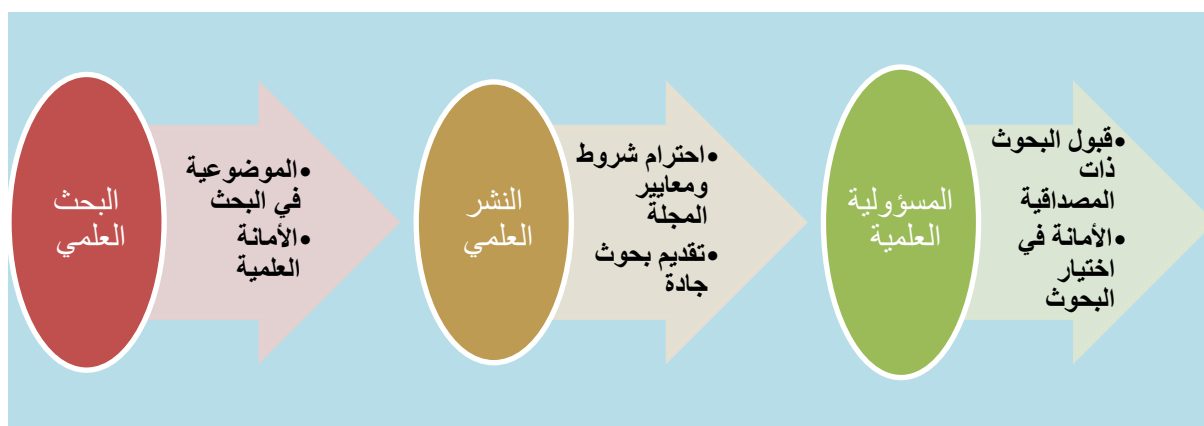 البحث
العلمي
•الموضوعية
في البحث
•الأمانة
العلمية
النشر
العلمي
•احترام شروط
ومعايير
المجلة
•تقديم بحوث
جادة
المسؤولية
العلمية
•قبول البحوث
ذات
المصداقية
•الأمانة في
اختيار
البحوث